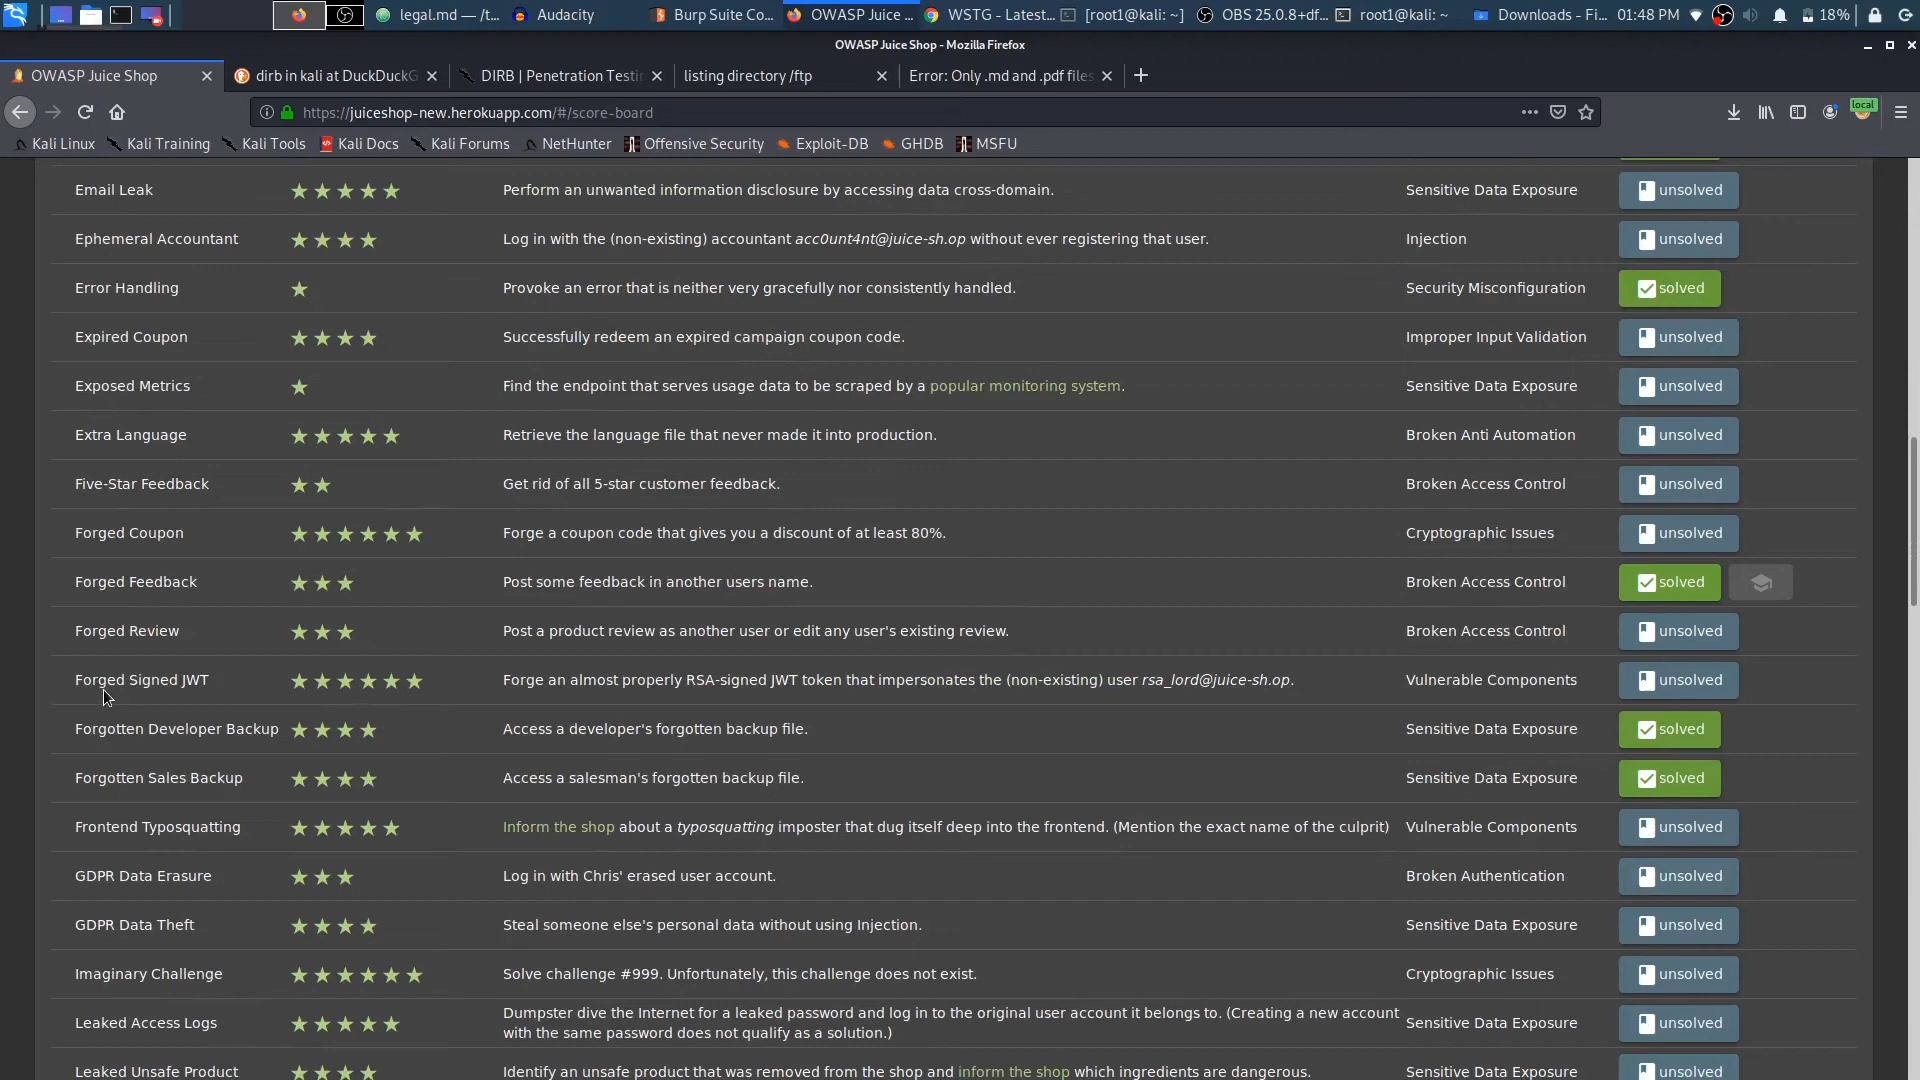 legal.md — /t...
Audacity
Burp Suite Co...
OWASP Juice ...
WSTG - Latest...
[root1@kali: ~]
OBS 25.0.8+df...
root1@kali: ~
Downloads - Fi...
01:48 PM
18%
OWASP Juice Shop - Mozilla Firefox
OWASP Juice Shop
dirb in kali at DuckDuckG
DIRB | Penetration Testi
listing directory /ftp
Error: Only .md and .pdf files
https://juiceshop-new.herokuapp.com/#/score-board
local
Kali Linux
Kali Training
Kali Tools
Kali Docs
Kali Forums
NetHunter
Offensive Security
Exploit-DB
GHDB
MSFU
Email Leak
Perform an unwanted information disclosure by accessing data cross-domain.
Sensitive Data Exposure
unsolved
Ephemeral Accountant
Log in with the (non-existing) accountant acc0unt4nt@juice-sh.op without ever registering that user.
Injection
unsolved
Error Handling
Provoke an error that is neither very gracefully nor consistently handled.
Security Misconfiguration
solved
Expired Coupon
Successfully redeem an expired campaign coupon code.
Improper Input Validation
unsolved
Exposed Metrics
Find the endpoint that serves usage data to be scraped by a popular monitoring system.
Sensitive Data Exposure
unsolved
Extra Language
Retrieve the language file that never made it into production.
Broken Anti Automation
unsolved
Five-Star Feedback
Get rid of all 5-star customer feedback.
Broken Access Control
unsolved
Forged Coupon
Forge a coupon code that gives you a discount of at least 80%.
Cryptographic Issues
unsolved
Forged Feedback
Post some feedback in another users name.
Broken Access Control
solved
Forged Review
Post a product review as another user or edit any user's existing review.
Broken Access Control
unsolved
Forged Signed JWT
Forge an almost properly RSA-signed JWT token that impersonates the (non-existing) user rsa_lord@juice-sh.op.
Vulnerable Components
unsolved
Forgotten Developer Backup
Access a developer's forgotten backup file.
Sensitive Data Exposure
solved
Forgotten Sales Backup
Access a salesman's forgotten backup file.
Sensitive Data Exposure
solved
Frontend Typosquatting
Inform the shop about a typosquatting imposter that dug itself deep into the frontend. (Mention the exact name of the culprit)
Vulnerable Components
unsolved
GDPR Data Erasure
Log in with Chris' erased user account.
Broken Authentication
unsolved
GDPR Data Theft
Steal someone else's personal data without using Injection.
Sensitive Data Exposure
unsolved
Imaginary Challenge
Solve challenge #999. Unfortunately, this challenge does not exist.
Cryptographic Issues
unsolved
Leaked Access Logs
Dumpster dive the Internet for a leaked password and log in to the original user account it belongs to. (Creating a new account
with the same password does not qualify as a solution.)
Sensitive Data Exposure
unsolved
Leaked Unsafe Product
Identify an unsafe product that was removed from the shop and inform the shop which ingredients are dangerous.
Sensitive Data Exposure
unsolved